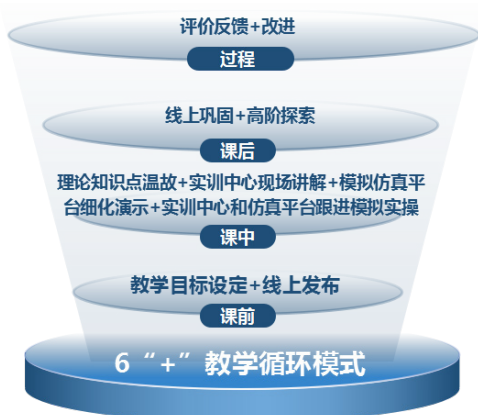 评价反馈+改进
过程
线上巩固+高阶探索
课后
理论知识点温故+实训中心现场讲解+模拟仿真平
台细化演示+实训中心和仿真平台跟进模拟实操
课中
教学目标设定+线上发布
课前
6“+”教学循环模式